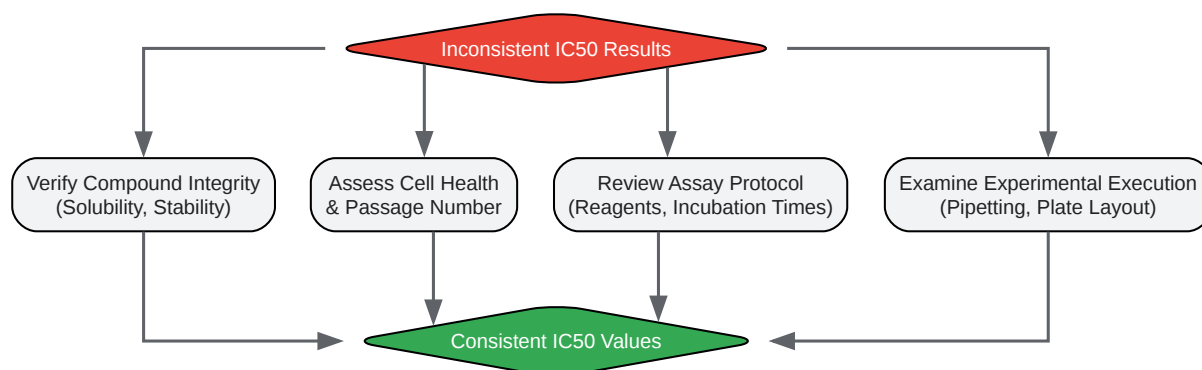 Inconsistent IC50 Results
Verify Compound Integrity
(Solubility, Stability)
Assess Cell Health
& Passage Number
Review Assay Protocol
(Reagents, Incubation Times)
Examine Experimental Execution
(Pipetting, Plate Layout)
Consistent IC50 Values